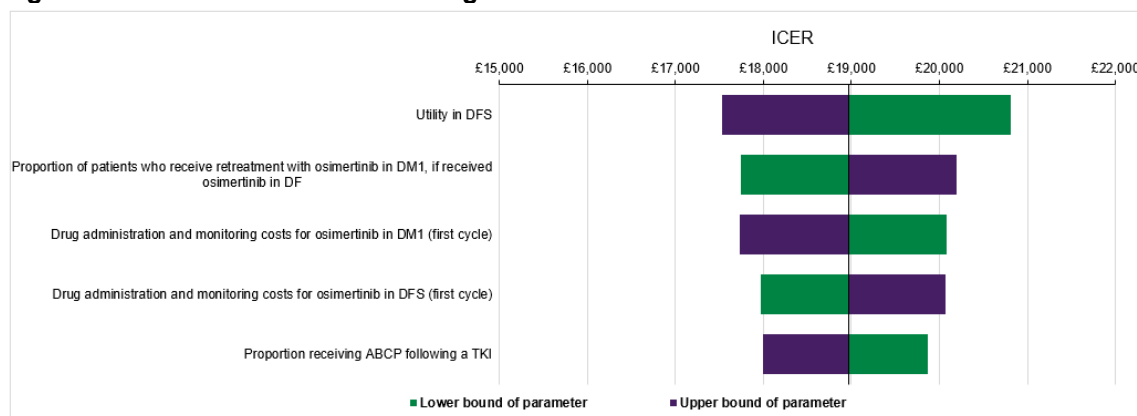 ICER
£15,000 £16,000 £17,000 £18,000 £19,000 £20,000 £21,000 £22,000
Utility in DFS
Proportion of patients who receive retreatment with osimertinib in DM1, if received
osimertinib in DF
Drug administration and monitoring costs for osimertinib in DM1 (first cycle)
Drug administration and monitoring costs for osimertinib in DFS (first cycle)
Proportion receiving ABCP following a TKI
Lower bound of parameter Upper bound of parameter